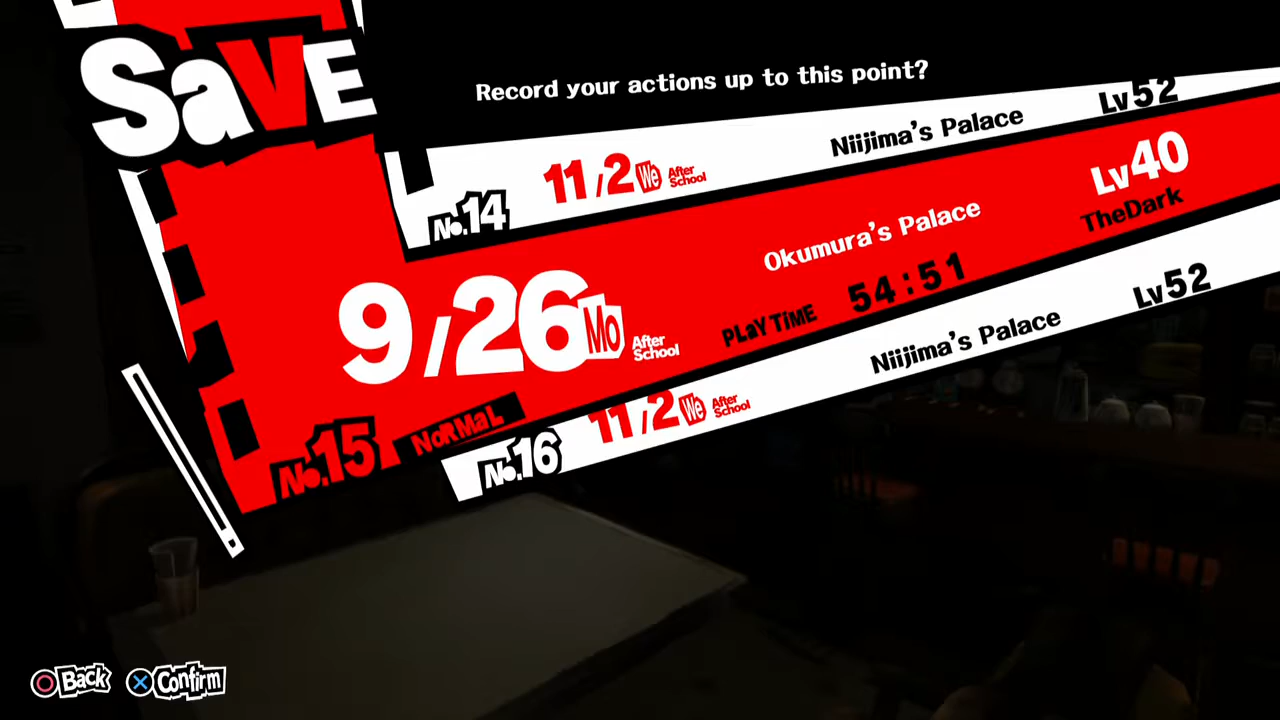 SaVE
Record your actions up to this point?
No.14 11/2 We After School Niijima's Palace Lv52
No.15 9/26 Mo After School Okumura's Palace Lv40
NoRMaL PLaY TiME 54:51 TheDark
No.16 11/2 We After School Niijima's Palace Lv52
Back Confirm